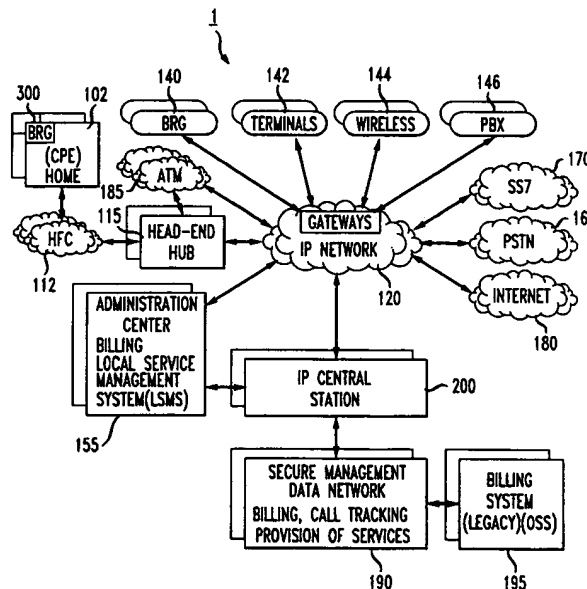 1
140
142
144
146
300
102
BRG
TERMINALS
WIRELESS
PBX
BRG
(CPE)
HOME
170
SS7
185
ATM
GATEWAYS
IP NETWORK
16
PSTN
115
HEAD-END
HUB
HFC
112
120
INTERNET
180
ADMINISTRATION
CENTER
BILLING
LOCAL SERVICE
MANAGEMENT
SYSTEM(LSMS)
155
IP CENTRAL
STATION
200
SECURE MANAGEMENT
DATA NETWORK
BILLING, CALL TRACKING
PROVISION OF SERVICES
190
BILLING
SYSTEM
(LEGACY)(OSS)
195